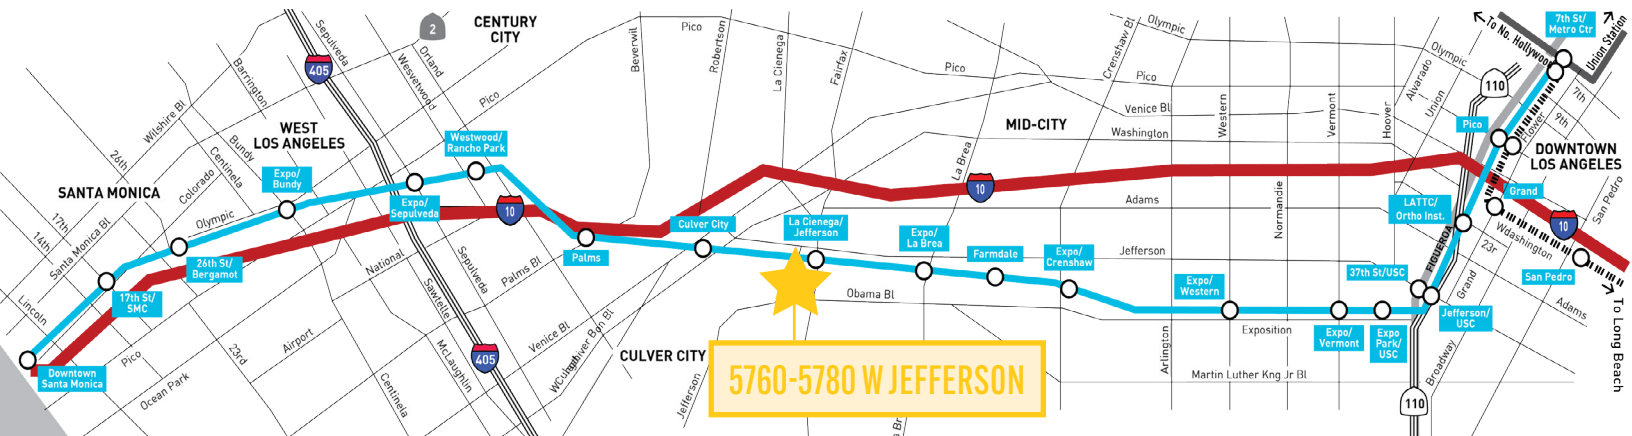 CENTURY
CITY
2
Sepulveda
405
Barrington
Westwood
Overland
Pico
Beverwil
Pico
Robertson
La Cienega
Fairfax
Pico
Crenshaw Bl
Olympic
Pico
Venice Bl
Washington
MID-CITY
Western
Vermont
Hoover
Alvarado
Olympic
Union
110
To No. Hollywood
7th St/
Metro Ctr
Union Station
7th
9th
Flower
Pico
DOWNTOWN
LOS ANGELES
San Pedro
Grand
10
Wilshire Bl
26th
WEST
LOS ANGELES
Bundy
Centinela
Colorado
SANTA MONICA
17th
14th
Santa Monica Bl
Lincoln
Olympic
Expo/
Bundy
Westwood/
Rancho Park
Expo/
Sepulveda
10
26th St/
Bergamot
17th St/
SMC
Downtown
Santa Monica
Pico
Ocean Park
23rd
Airport
National
Sawtelle
Sepulveda
Palms Bl
Palms
Culver City
La Cienega/
Jefferson
La Brea
10
Adams
Expo/
La Brea
Farmdale
Expo/
Crenshaw
Jefferson
Normandie
LATTC/
Ortho Inst.
FIGUEROA
37th St/USC
23r
Wdashington
San Pedro
Grand
Adams
To Long Beach
Obama Bl
Expo/
Western
Exposition
Expo/
Vermont
Expo
Park/
USC
Jefferson/
USC
Broadway
Arlington
Martin Luther Kng Jr Bl
110
McLaughlin
Centinela
405
Venice Bl
CULVER CITY
Jefferson
5760-5780 W JEFFERSON